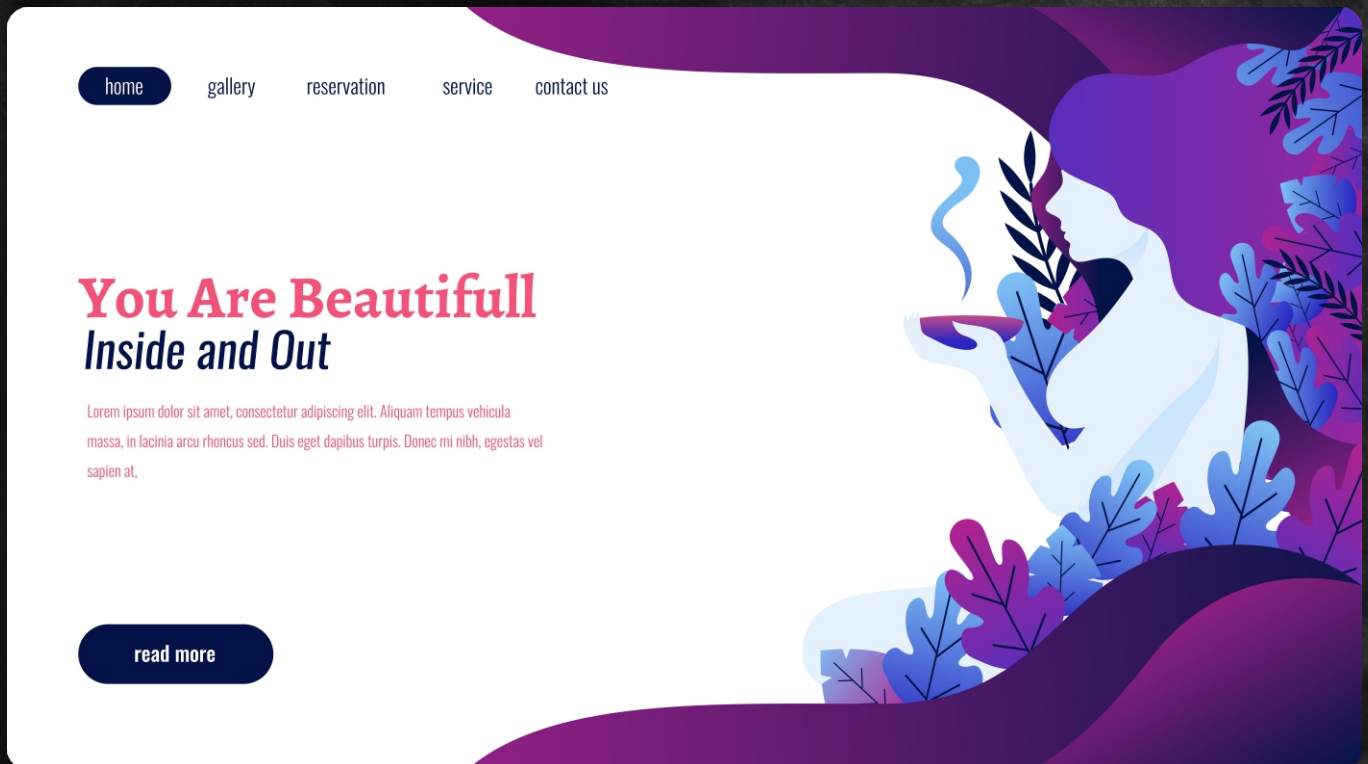 home gallery reservation service contact us
You Are Beautifull
Inside and Out
Lorem ipsum dolor sit amet, consectetur adipiscing elit. Aliquam tempus vehicula
massa, in lacinia arcu rhoncus sed. Duis eget dapibus turpis. Donec mi nibh, egestas vel
sapien at,
read more